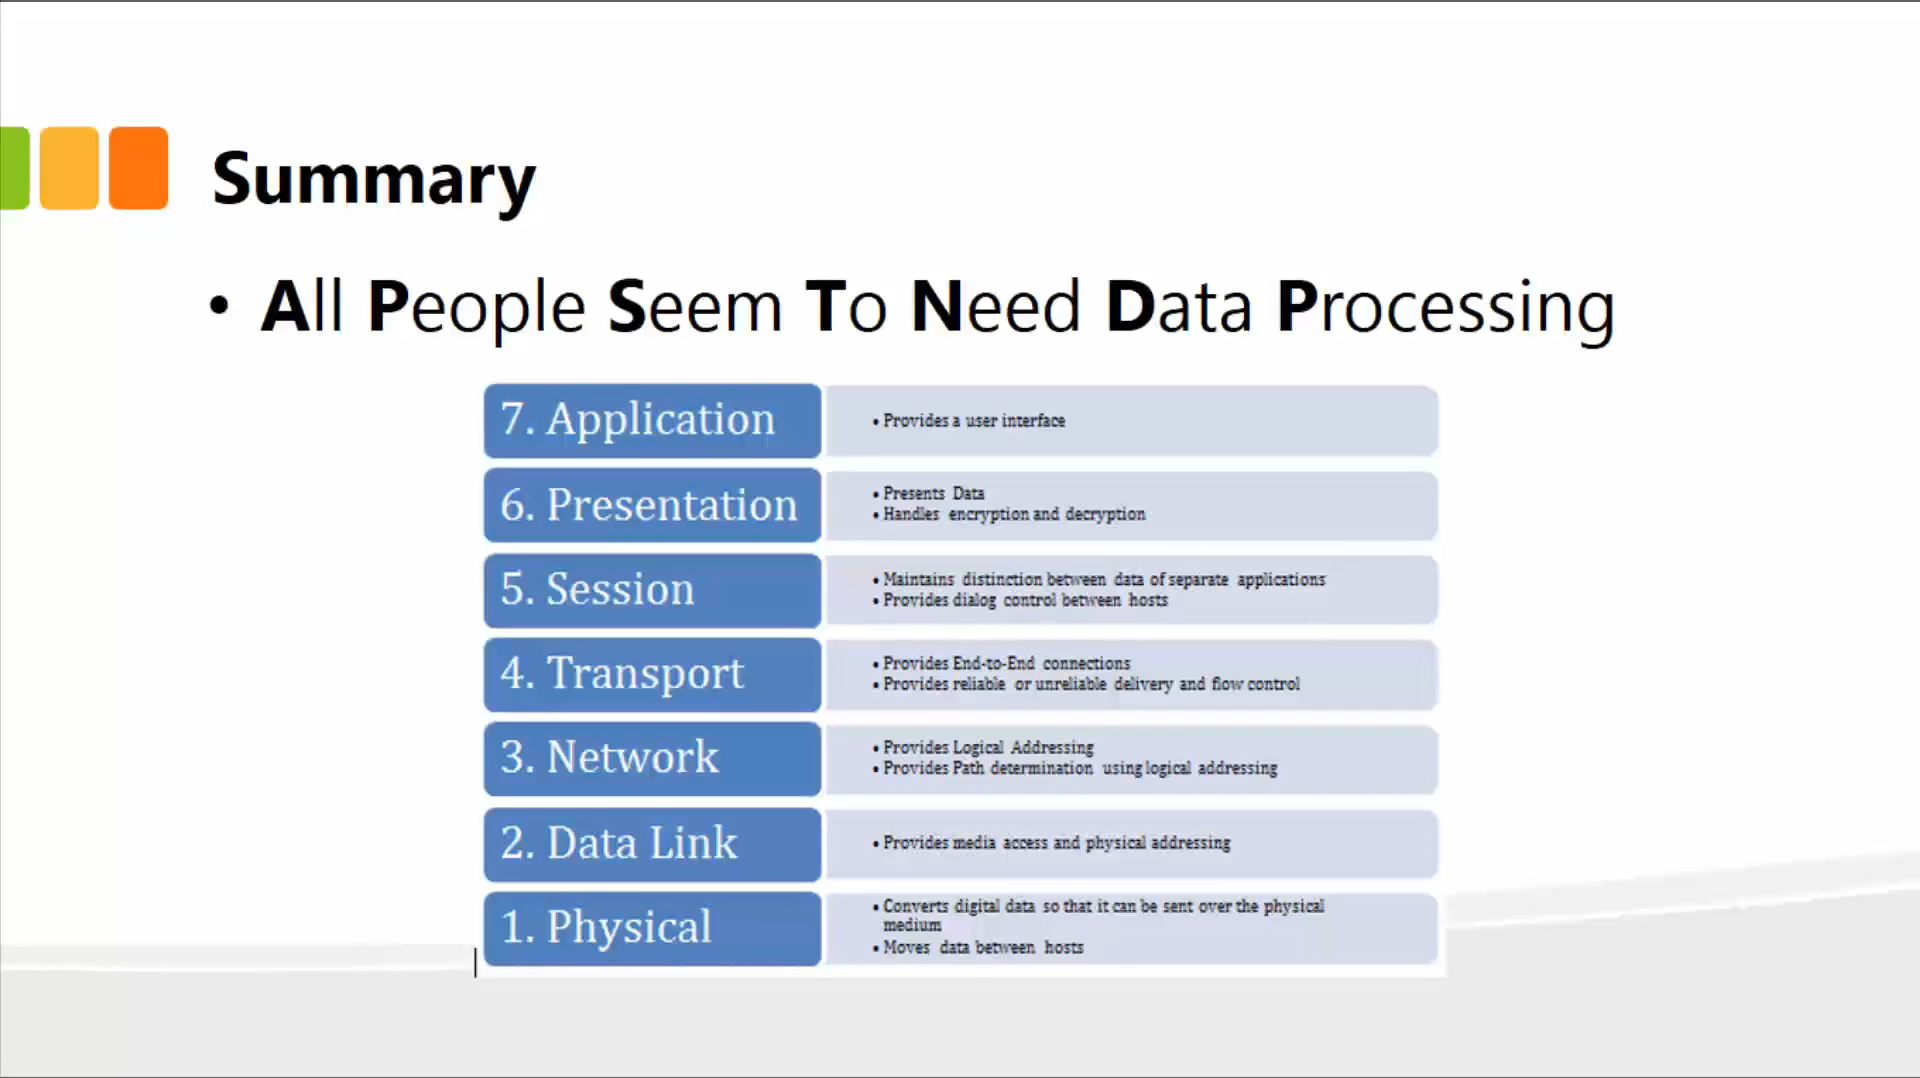 Summary
• All People Seem To Need Data Processing
7. Application
• Provides a user interface
6. Presentation
• Presents Data
• Handles encryption and decryption
5. Session
• Maintains distinction between data of separate applications
• Provides dialog control between hosts
4. Transport
• Provides End-to-End connections
• Provides reliable or unreliable delivery and flow control
3. Network
• Provides Logical Addressing
• Provides Path determination using logical addressing
2. Data Link
• Provides media access and physical addressing
1. Physical
• Converts digital data so that it can be sent over the physical
medium
• Moves data between hosts